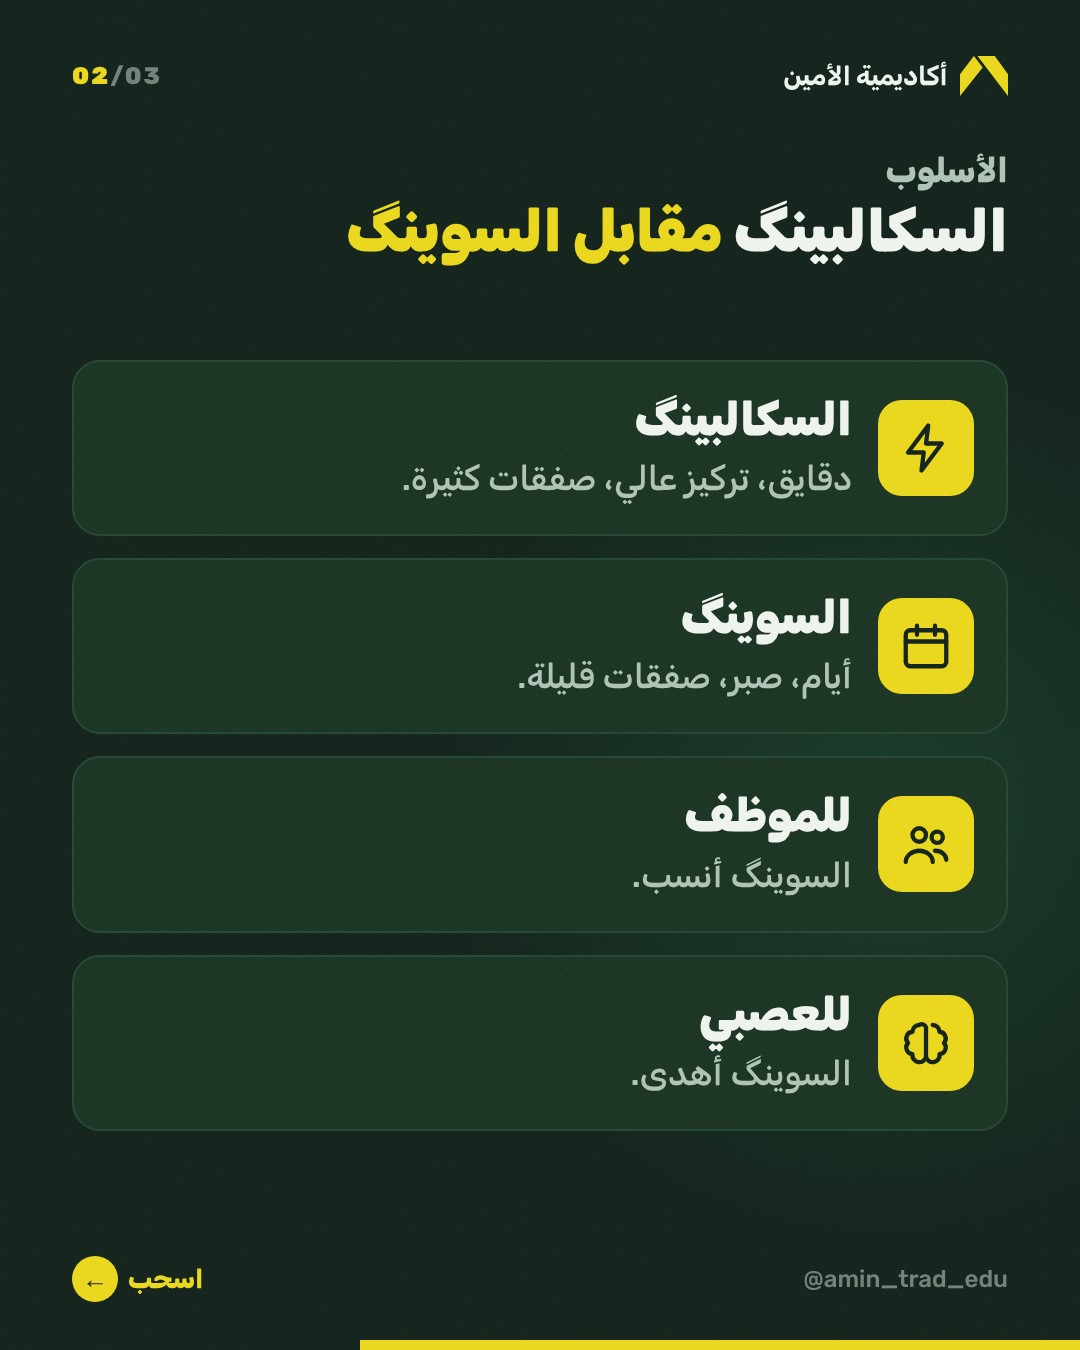 أكاديمية الأمين
02/03
الأسلوب
السكالبينگ مقابل السوينگ
السكالبينگ
دقايق، تركيز عالي، صفقات كثيرة.
السوينگ
أيام، صبر، صفقات قليلة.
للموظف
السوينگ أنسب.
للعصبي
السوينگ أهدى.
@amin_trad_edu
اسحب ←